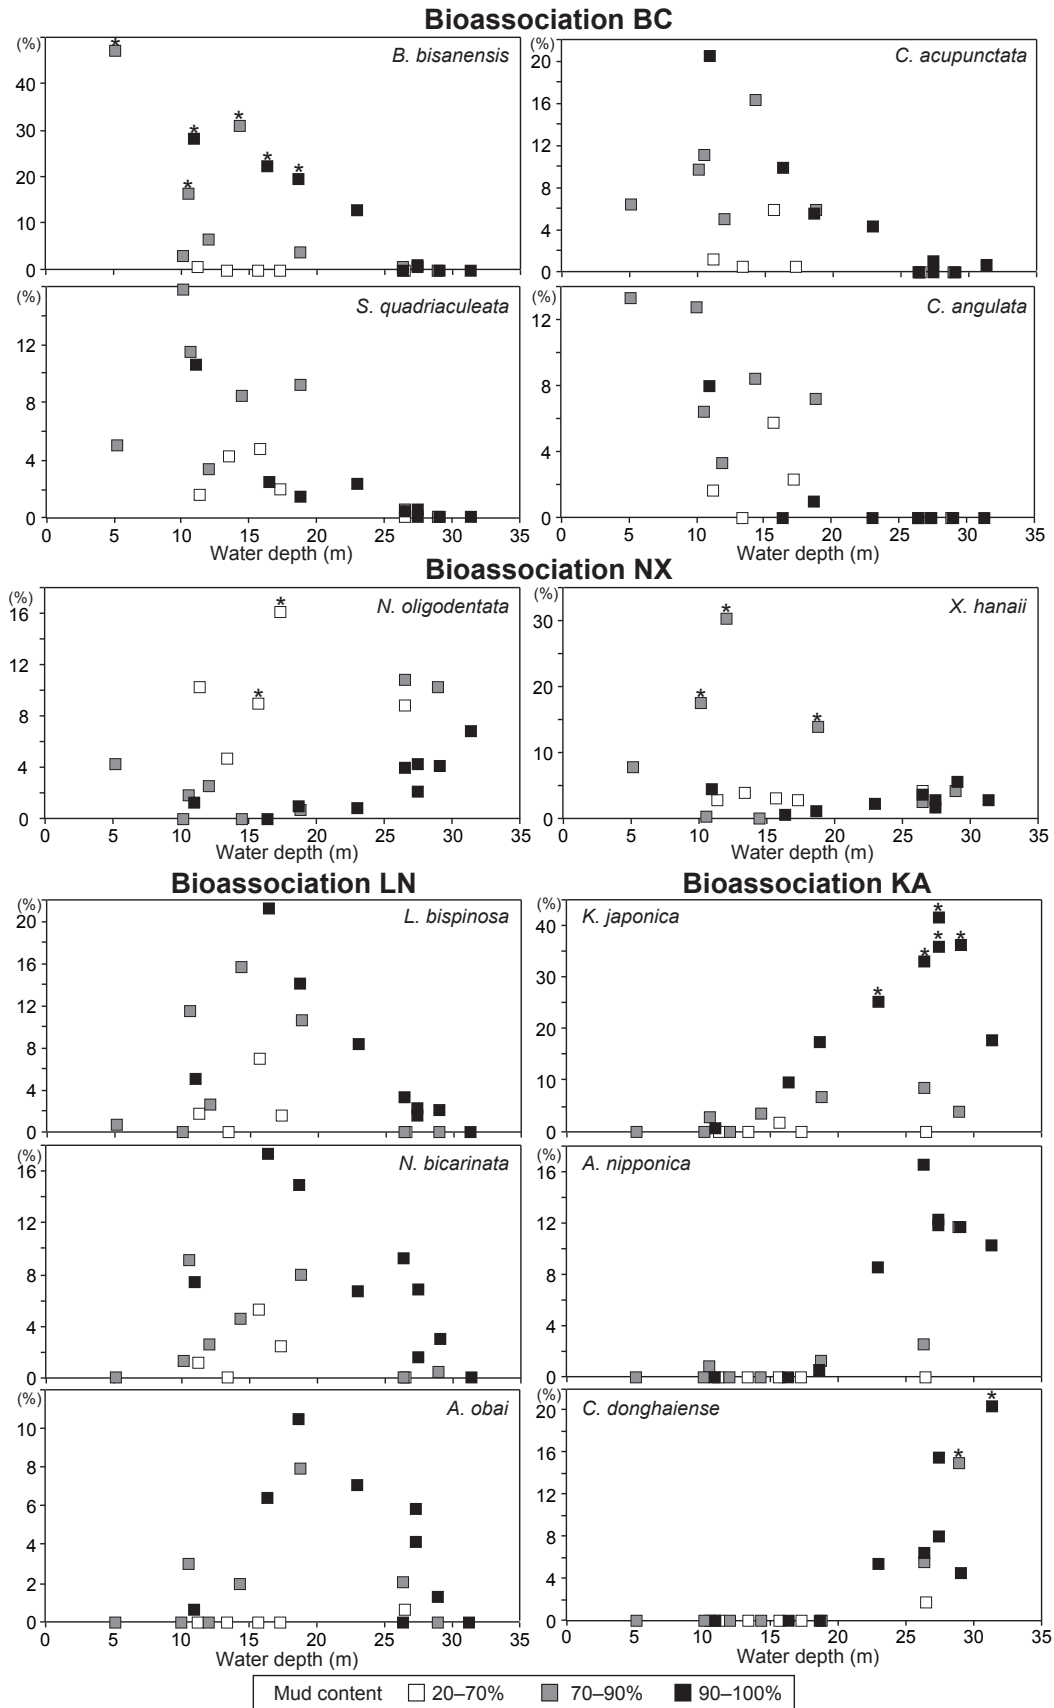 Bioassociation BC
(%) B. bisanensis (%) C. acupunctata
40 30 20 10 0
20 16 12 8 4 0
(%) S. quadriaculeata (%) C. angulata
12 8 4 0
12 8 4 0
0 5 10 15 20 25 30 35 0 5 10 15 20 25 30 35
Water depth (m) Water depth (m)
Bioassociation NX
(%) N. oligodentata (%) X. hanaii
16 12 8 4 0
30 20 10 0
0 5 10 15 20 25 30 35 0 5 10 15 20 25 30 35
Water depth (m) Water depth (m)
Bioassociation LN Bioassociation KA
(%) L. bispinosa (%) K. japonica
20 16 12 8 4 0
40 30 20 10 0
(%) N. bicarinata (%) A. nipponica
16 12 8 4 0
16 12 8 4 0
(%) A. obai (%) C. donghaiense
10 8 6 4 2 0
20 16 12 8 4 0
0 5 10 15 20 25 30 35 0 5 10 15 20 25 30 35
Water depth (m) Water depth (m)
Mud content 20–70% 70–90% 90–100%